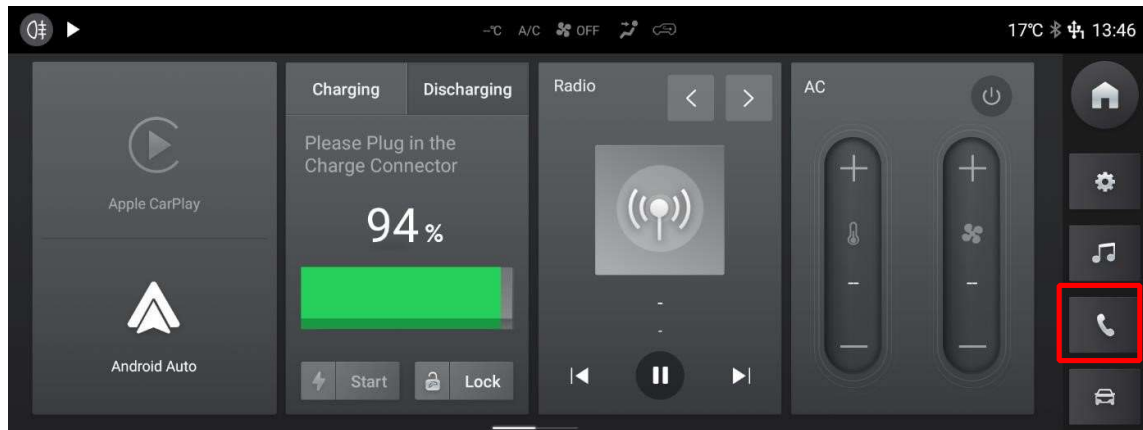 --℃ A/C OFF
17℃ 13:46
Apple CarPlay
Android Auto
Charging Discharging
Please Plug in the
Charge Connector
94 %
Start Lock
Radio
-
-
AC
-- --